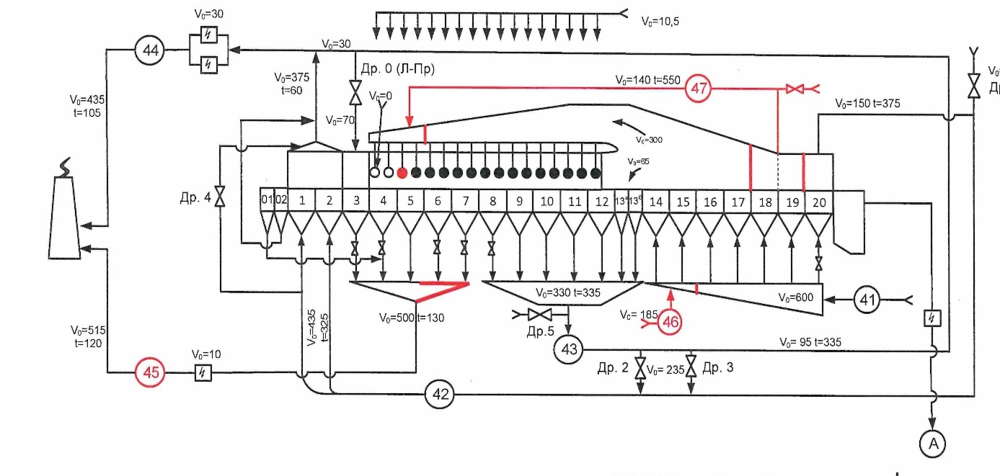 V₀=30
V₀=10,5
44
V₀=30
Др. 0 (Л-Пр)
V₀=375
t=60
V₀=140 t=550
47
V₀=0
V₀=435
t=105
V₀=150 t=375
V₀=70
V₀=300
V₀=65
Др. 4
01 02 1 2 3 4 5 6 7 8 9 10 11 12 13ᵃ 13ᵇ 14 15 16 17 18 19 20
V₀=330 t=335
V₀=600
41
V₀=435
t=325
V₀=500 t=130
V₀= 185
46
Др.5
V₀=515
t=120
43
V₀= 95 t=335
V₀=10
45
Др. 2
V₀= 235
Др. 3
42
А